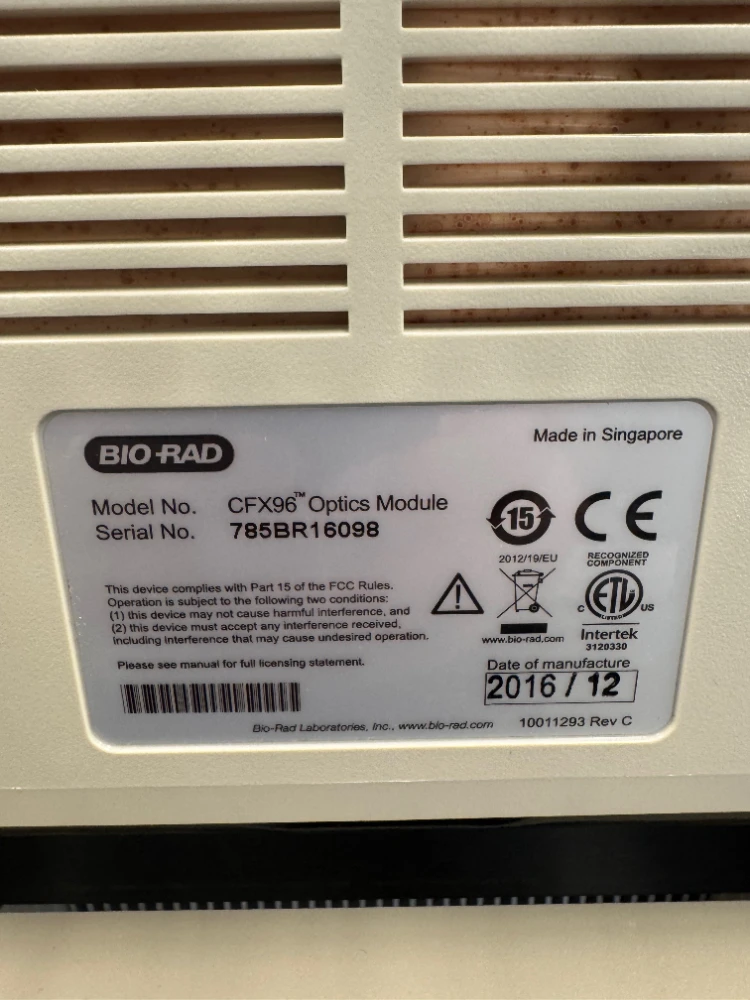 BIO-RAD
Made in Singapore
Model No. CFX96™ Optics Module
Serial No. 785BR16098
15
CE
2012/19/EU
www.bio-rad.com
RECOGNIZED
COMPONENT
C ETL US
LISTED
Intertek
3120330
This device complies with Part 15 of the FCC Rules.
Operation is subject to the following two conditions:
(1) this device may not cause harmful interference, and
(2) this device must accept any interference received,
including interference that may cause undesired operation.
Please see manual for full licensing statement.
Date of manufacture
2016 / 12
Bio-Rad Laboratories, Inc., www.bio-rad.com
10011293 Rev C